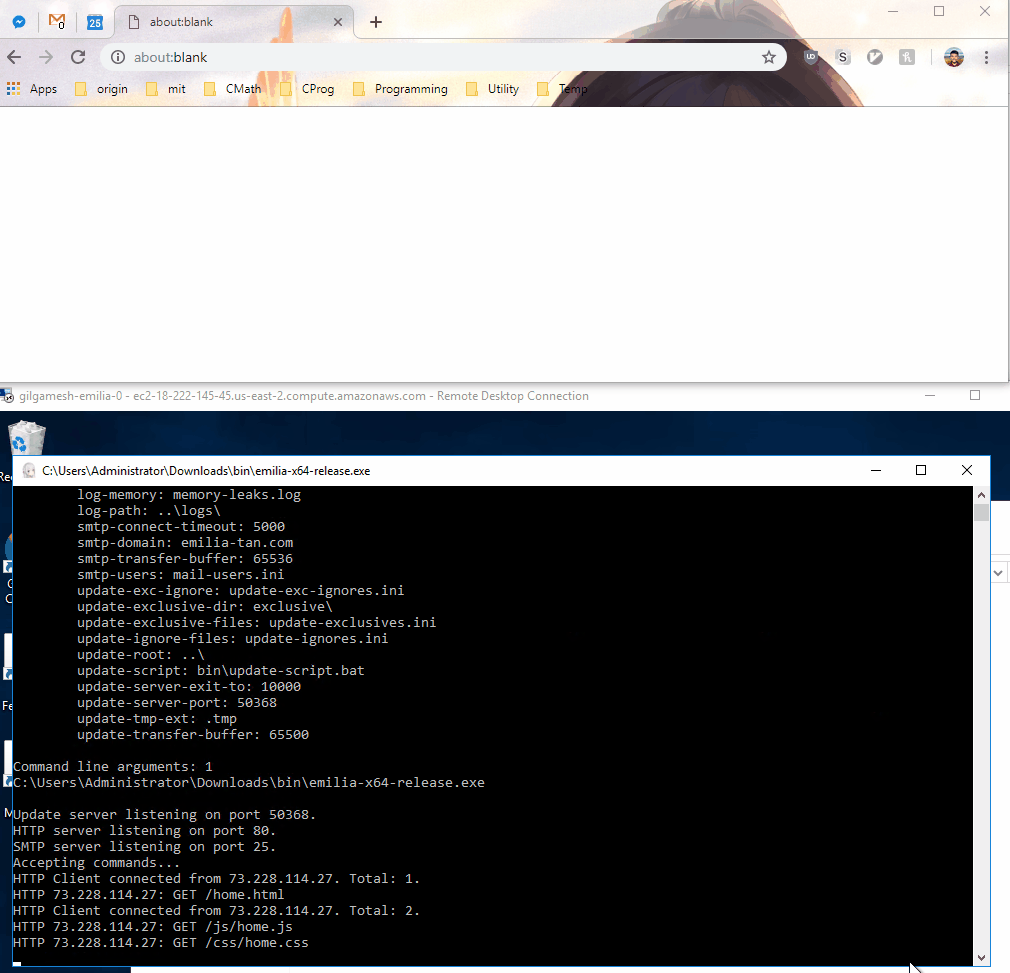 0
25
about:blank
about:blank
S
Apps origin mit CMath CProg Programming Utility Temp
gilgamesh-emilia-0 - ec2-18-222-145-45.us-east-2.compute.amazonaws.com - Remote Desktop Connection
C:\Users\Administrator\Downloads\bin\emilia-x64-release.exe
log-memory: memory-leaks.log
log-path: ..\logs\
smtp-connect-timeout: 5000
smtp-domain: emilia-tan.com
smtp-transfer-buffer: 65536
smtp-users: mail-users.ini
update-exc-ignore: update-exc-ignores.ini
update-exclusive-dir: exclusive\
update-exclusive-files: update-exclusives.ini
update-ignore-files: update-ignores.ini
update-root: ..\
update-script: bin\update-script.bat
update-server-exit-to: 10000
update-server-port: 50368
update-tmp-ext: .tmp
update-transfer-buffer: 65500
Command line arguments: 1
C:\Users\Administrator\Downloads\bin\emilia-x64-release.exe
Update server listening on port 50368.
HTTP server listening on port 80.
SMTP server listening on port 25.
Accepting commands...
HTTP Client connected from 73.228.114.27. Total: 1.
HTTP 73.228.114.27: GET /home.html
HTTP Client connected from 73.228.114.27. Total: 2.
HTTP 73.228.114.27: GET /js/home.js
HTTP 73.228.114.27: GET /css/home.css